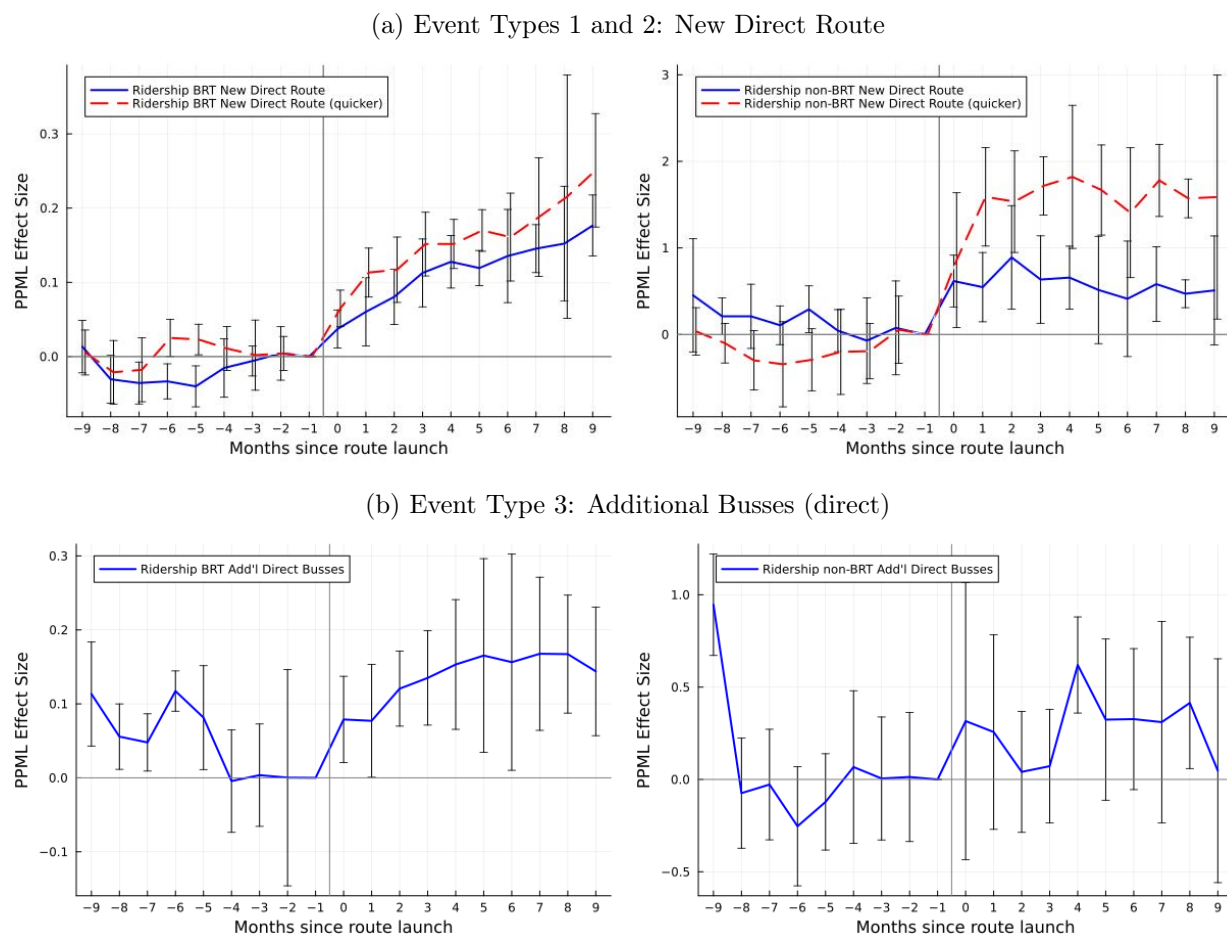 (a) Event Types 1 and 2: New Direct Route
Ridership BRT New Direct Route
Ridership BRT New Direct Route (quicker)
PPML Effect Size
0.3
0.2
0.1
0.0
−9 −8 −7 −6 −5 −4 −3 −2 −1 0 1 2 3 4 5 6 7 8 9
Months since route launch
Ridership non-BRT New Direct Route
Ridership non-BRT New Direct Route (quicker)
PPML Effect Size
3
2
1
0
−9 −8 −7 −6 −5 −4 −3 −2 −1 0 1 2 3 4 5 6 7 8 9
Months since route launch
(b) Event Type 3: Additional Busses (direct)
Ridership BRT Add'l Direct Busses
PPML Effect Size
0.3
0.2
0.1
0.0
−0.1
−9 −8 −7 −6 −5 −4 −3 −2 −1 0 1 2 3 4 5 6 7 8 9
Months since route launch
Ridership non-BRT Add'l Direct Busses
PPML Effect Size
1.0
0.5
0.0
−0.5
−9 −8 −7 −6 −5 −4 −3 −2 −1 0 1 2 3 4 5 6 7 8 9
Months since route launch